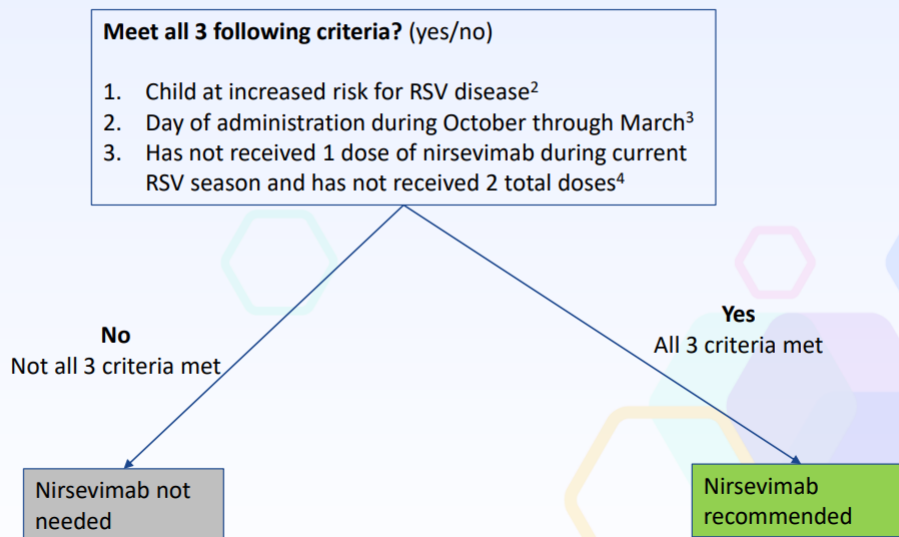 Meet all 3 following criteria? (yes/no)
1. Child at increased risk for RSV disease²
2. Day of administration during October through March³
3. Has not received 1 dose of nirsevimab during current
RSV season and has not received 2 total doses⁴
No
Not all 3 criteria met
Yes
All 3 criteria met
Nirsevimab not
needed
Nirsevimab
recommended